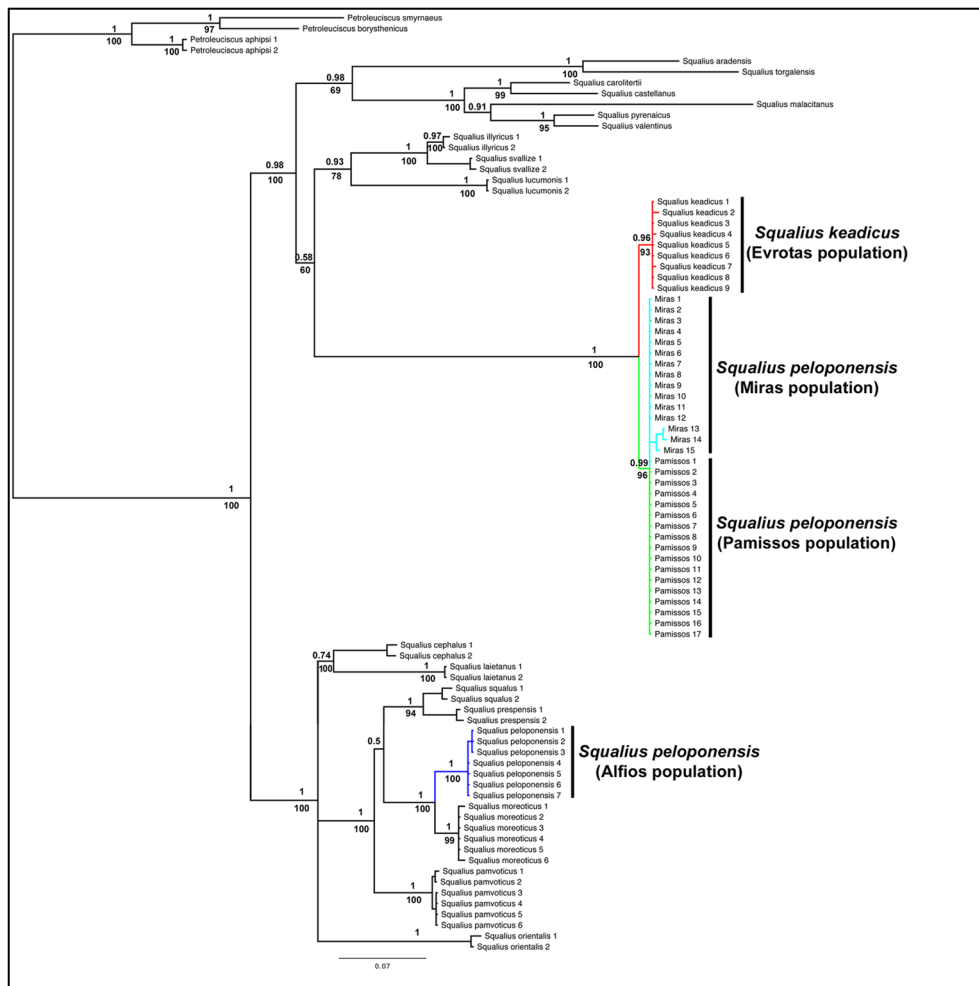 Petroleuciscus smyrnaeus
Petroleuciscus borysthenicus
Petroleuciscus aphipsi 1
Petroleuciscus aphipsi 2
1
97
1
100
1
100
Squalius aradensis
Squalius torgalensis
Squalius carolitertii
Squalius castellanus
Squalius malacitanus
Squalius pyrenaicus
Squalius valentinus
0.98
69
1
100
1
99
1
100
0.91
1
95
Squalius illyricus 1
Squalius illyricus 2
Squalius svallize 1
Squalius svallize 2
Squalius lucumonis 1
Squalius lucumonis 2
0.97
100
0.93
78
1
100
1
100
0.98
100
0.58
60
Squalius keadicus 1
Squalius keadicus 2
Squalius keadicus 3
Squalius keadicus 4
Squalius keadicus 5
Squalius keadicus 6
Squalius keadicus 7
Squalius keadicus 8
Squalius keadicus 9
0.96
93
Squalius keadicus
(Evrotas population)
Miras 1
Miras 2
Miras 3
Miras 4
Miras 5
Miras 6
Miras 7
Miras 8
Miras 9
Miras 10
Miras 11
Miras 12
Miras 13
Miras 14
Miras 15
1
100
Squalius peloponensis
(Miras population)
Pamissos 1
Pamissos 2
Pamissos 3
Pamissos 4
Pamissos 5
Pamissos 6
Pamissos 7
Pamissos 8
Pamissos 9
Pamissos 10
Pamissos 11
Pamissos 12
Pamissos 13
Pamissos 14
Pamissos 15
Pamissos 16
Pamissos 17
0.99
96
Squalius peloponensis
(Pamissos population)
1
100
Squalius cephalus 1
Squalius cephalus 2
Squalius laietanus 1
Squalius laietanus 2
0.74
100
1
100
Squalius squalus 1
Squalius squalus 2
Squalius prespensis 1
Squalius prespensis 2
1
94
0.5
Squalius peloponensis 1
Squalius peloponensis 2
Squalius peloponensis 3
Squalius peloponensis 4
Squalius peloponensis 5
Squalius peloponensis 6
Squalius peloponensis 7
1
100
Squalius peloponensis
(Alfios population)
Squalius moreoticus 1
Squalius moreoticus 2
Squalius moreoticus 3
Squalius moreoticus 4
Squalius moreoticus 5
Squalius moreoticus 6
1
100
1
99
1
100
1
100
Squalius pamvoticus 1
Squalius pamvoticus 2
Squalius pamvoticus 3
Squalius pamvoticus 4
Squalius pamvoticus 5
Squalius pamvoticus 6
1
100
Squalius orientalis 1
Squalius orientalis 2
1
0.07